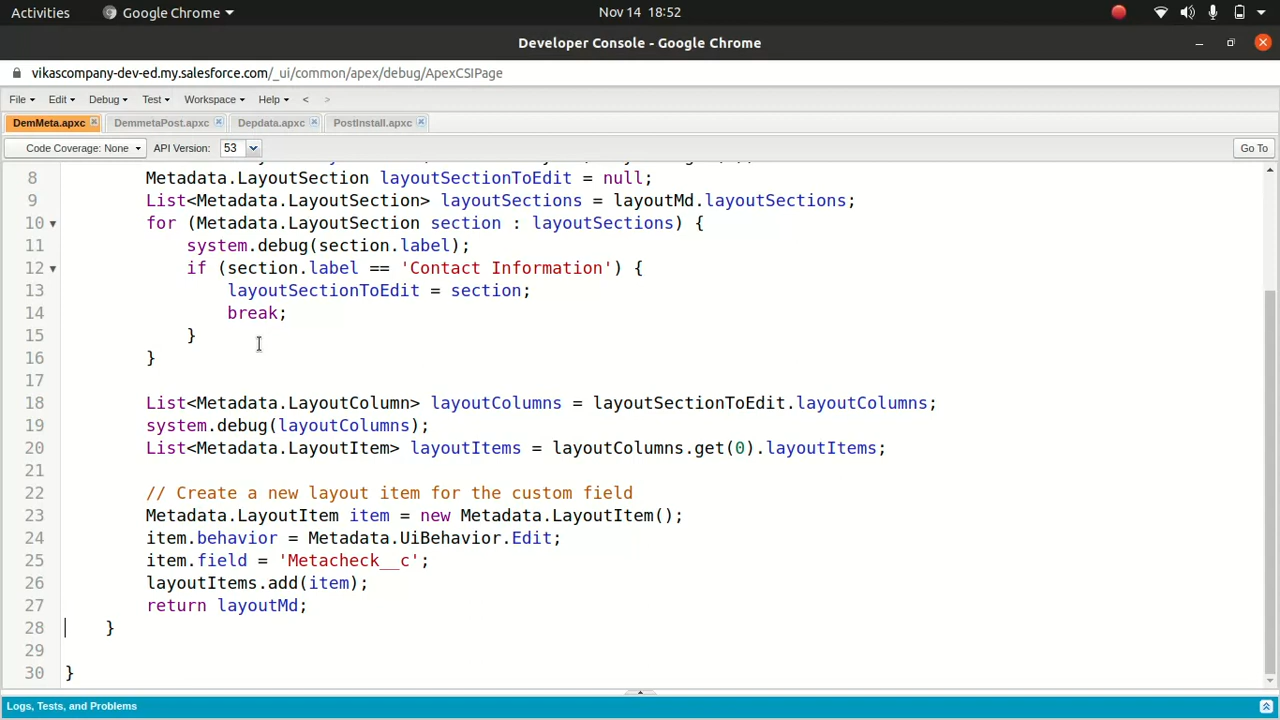 Activities Google Chrome Nov 14 18:52
Developer Console - Google Chrome
vikascompany-dev-ed.my.salesforce.com/_ui/common/apex/debug/ApexCSIPage
File Edit Debug Test Workspace Help < >
DemMeta.apxc DemmetaPost.apxc Depdata.apxc PostInstall.apxc
Code Coverage: None API Version: 53 Go To
8 Metadata.LayoutSection layoutSectionToEdit = null;
9 List<Metadata.LayoutSection> layoutSections = layoutMd.layoutSections;
10 for (Metadata.LayoutSection section : layoutSections) {
11 system.debug(section.label);
12 if (section.label == 'Contact Information') {
13 layoutSectionToEdit = section;
14 break;
15 }
16 }
17
18 List<Metadata.LayoutColumn> layoutColumns = layoutSectionToEdit.layoutColumns;
19 system.debug(layoutColumns);
20 List<Metadata.LayoutItem> layoutItems = layoutColumns.get(0).layoutItems;
21
22 // Create a new layout item for the custom field
23 Metadata.LayoutItem item = new Metadata.LayoutItem();
24 item.behavior = Metadata.UiBehavior.Edit;
25 item.field = 'Metacheck__c';
26 layoutItems.add(item);
27 return layoutMd;
28 }
29
30 }
Logs, Tests, and Problems